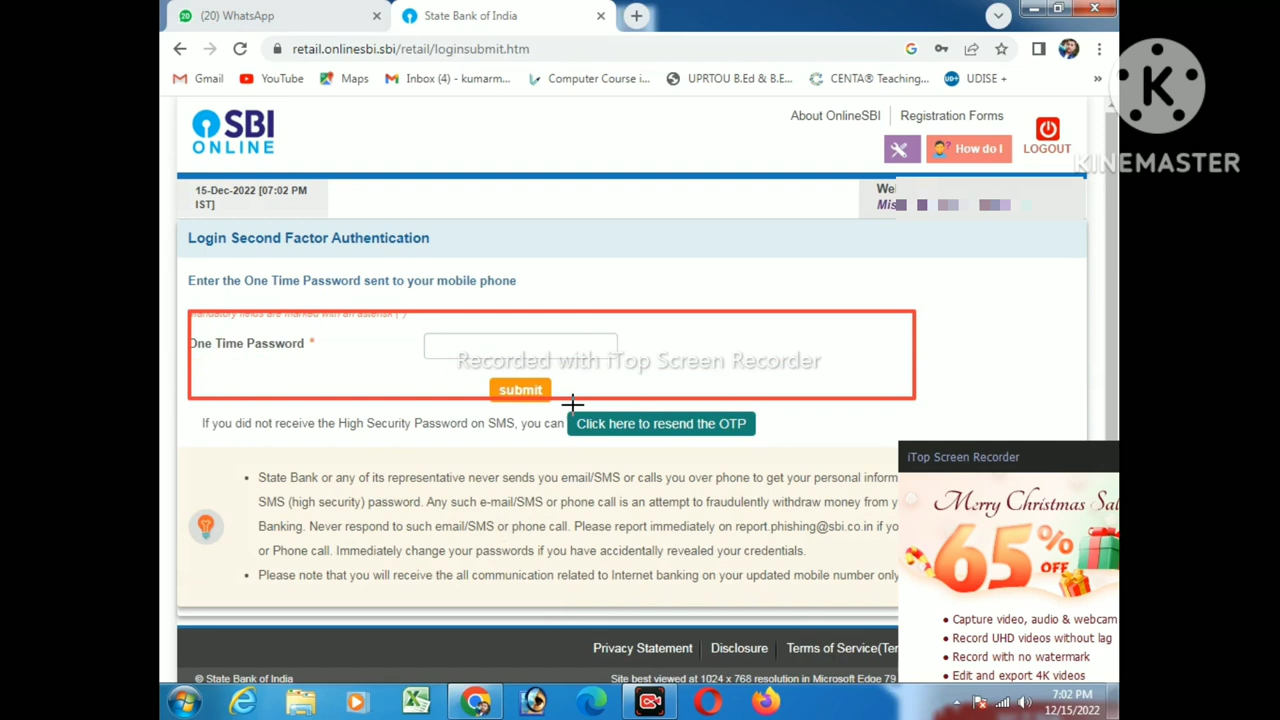 (20) WhatsApp
State Bank of India
retail.onlinesbi.sbi/retail/loginsubmit.htm
Gmail
YouTube
Maps
Inbox (4) - kumarm...
Computer Course i...
UPRTOU B.Ed & B.E...
CENTA® Teaching...
UDISE +
»
K
KINEMASTER
SBI
ONLINE
About OnlineSBI
Registration Forms
How do I
LOGOUT
15-Dec-2022 [07:02 PM
IST]
Wel
Mis
Login Second Factor Authentication
Enter the One Time Password sent to your mobile phone
Mandatory fields are marked with an asterisk (*)
One Time Password *
Recorded with iTop Screen Recorder
submit
If you did not receive the High Security Password on SMS, you can
Click here to resend the OTP
State Bank or any of its representative never sends you email/SMS or calls you over phone to get your personal inform
SMS (high security) password. Any such e-mail/SMS or phone call is an attempt to fraudulently withdraw money from y
Banking. Never respond to such email/SMS or phone call. Please report immediately on report.phishing@sbi.co.in if yo
or Phone call. Immediately change your passwords if you have accidentally revealed your credentials.
Please note that you will receive the all communication related to Internet banking on your updated mobile number only
iTop Screen Recorder
Merry Christmas Sal
65% OFF
Capture video, audio & webcam
Record UHD videos without lag
Record with no watermark
Edit and export 4K videos
Privacy Statement
Disclosure
Terms of Service(Ter
© State Bank of India
Site best viewed at 1024 x 768 resolution in Microsoft Edge 79
7:02 PM
12/15/2022